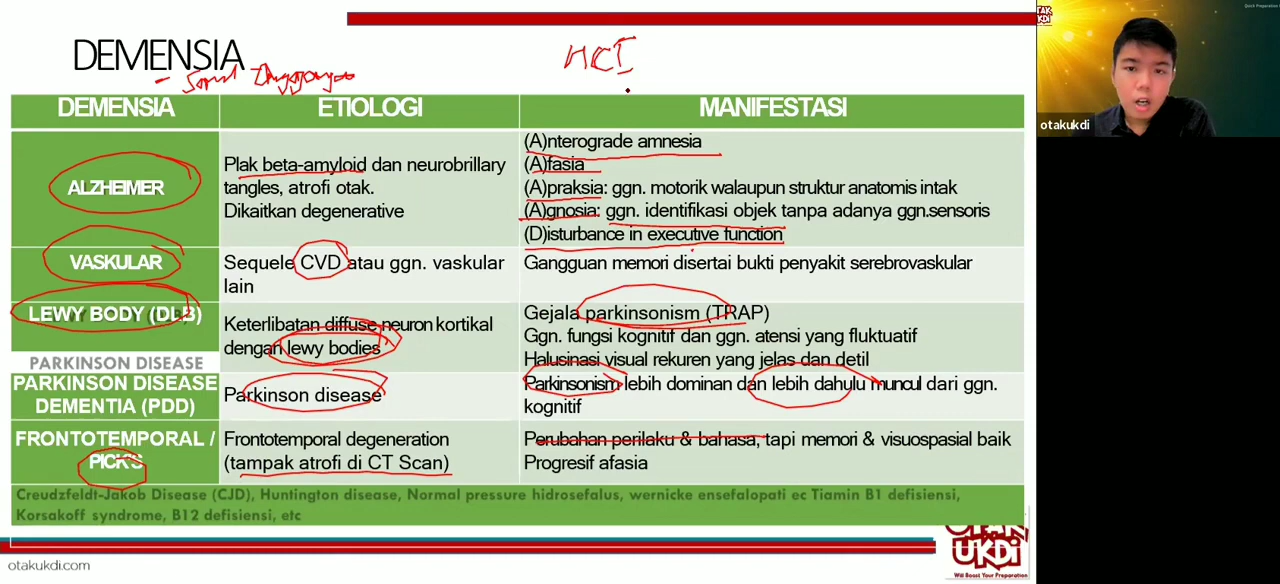 DEMENSIA
MCI
DEMENSIA
ETIOLOGI
MANIFESTASI
ALZHEIMER
Plak beta-amyloid dan neurobrillary
tangles, atrofi otak.
Dikaitkan degenerative
(A)nterograde amnesia
(A)fasia
(A)praksia: ggn. motorik walaupun struktur anatomis intak
(A)gnosia: ggn. identifikasi objek tanpa adanya ggn.sensoris
(D)isturbance in executive function
VASKULAR
Sequele CVD atau ggn. vaskular
lain
Gangguan memori disertai bukti penyakit serebrovaskular
LEWY BODY (DLB)
Keterlibatan diffuse neuron kortikal
dengan lewy bodies
Gejala parkinsonism (TRAP)
Ggn. fungsi kognitif dan ggn. atensi yang fluktuatif
Halusinasi visual rekuren yang jelas dan detil
PARKINSON DISEASE
PARKINSON DISEASE
DEMENTIA (PDD)
Parkinson disease
Parkinsonism lebih dominan dan lebih dahulu muncul dari ggn.
kognitif
FRONTOTEMPORAL /
PICK'S
Frontotemporal degeneration
(tampak atrofi di CT Scan)
Perubahan perilaku & bahasa, tapi memori & visuospasial baik
Progresif afasia
Creudzfeldt-Jakob Disease (CJD), Huntington disease, Normal pressure hidrosefalus, wernicke ensefalopati ec Tiamin B1 defisiensi,
Korsakoff syndrome, B12 defisiensi, etc
otakukdi.com
OTAK
UKDI
Will Boost Your Preparation
OTAK
UKDI
otakukdi